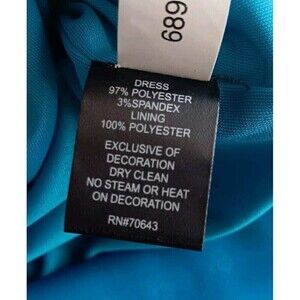 689
DRESS
97% POLYESTER
3%SPANDEX
LINING
100% POLYESTER
EXCLUSIVE OF
DECORATION
DRY CLEAN
NO STEAM OR HEAT
ON DECORATION
RN#70643